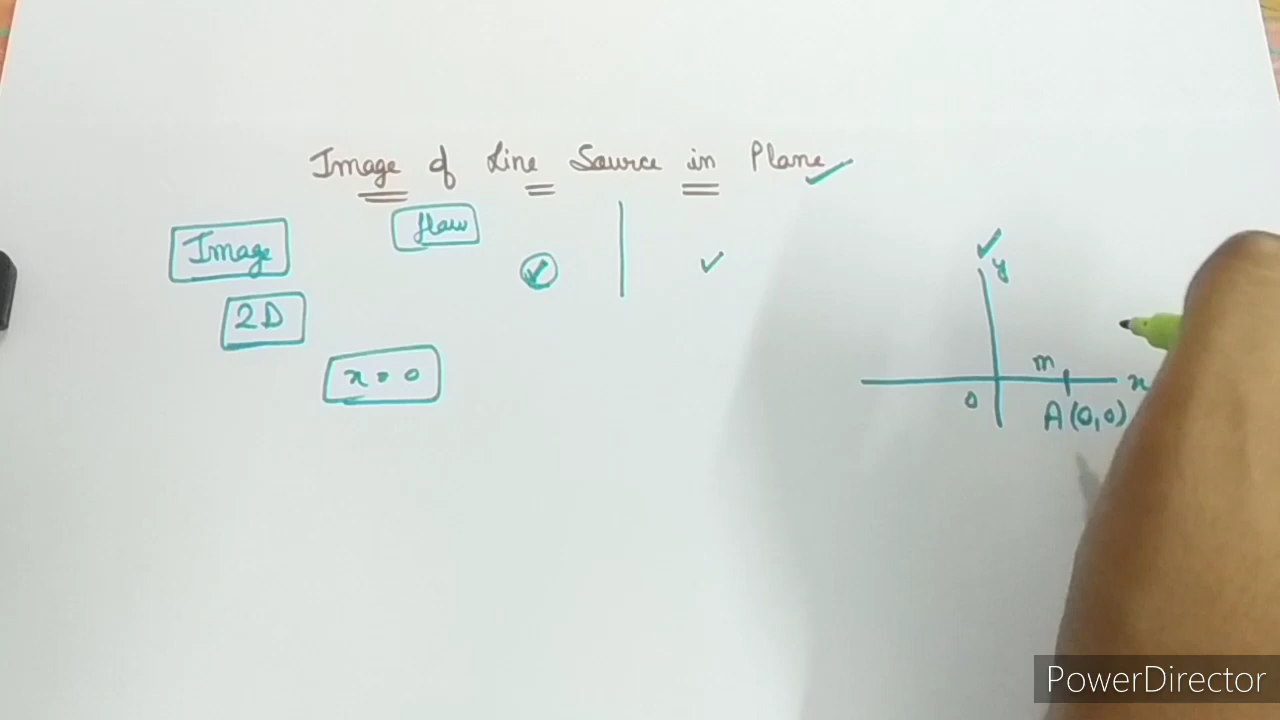 Image of Line Source in Plane
Image
flow
2D
x = 0
y
m
x
0
A(0,0)
PowerDirector